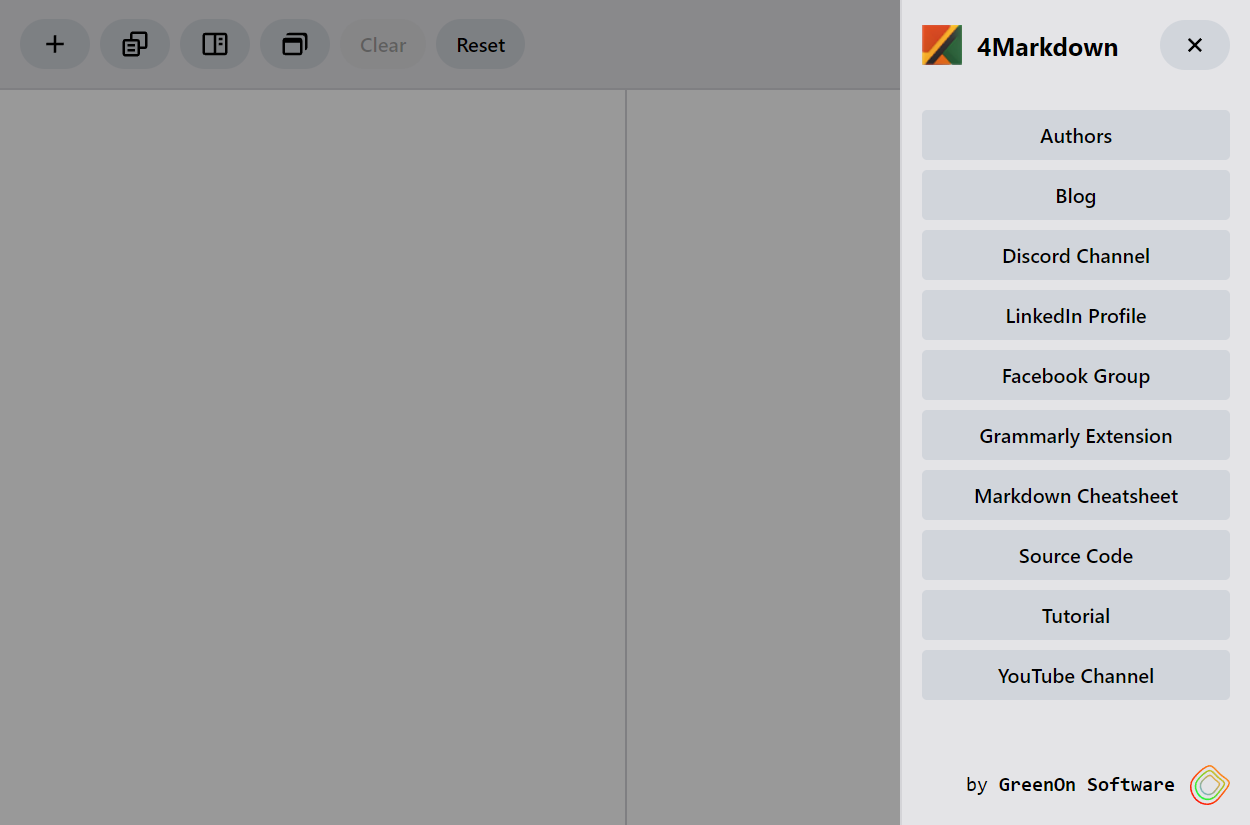 Clear
Reset
4Markdown
Authors
Blog
Discord Channel
LinkedIn Profile
Facebook Group
Grammarly Extension
Markdown Cheatsheet
Source Code
Tutorial
YouTube Channel
by GreenOn Software